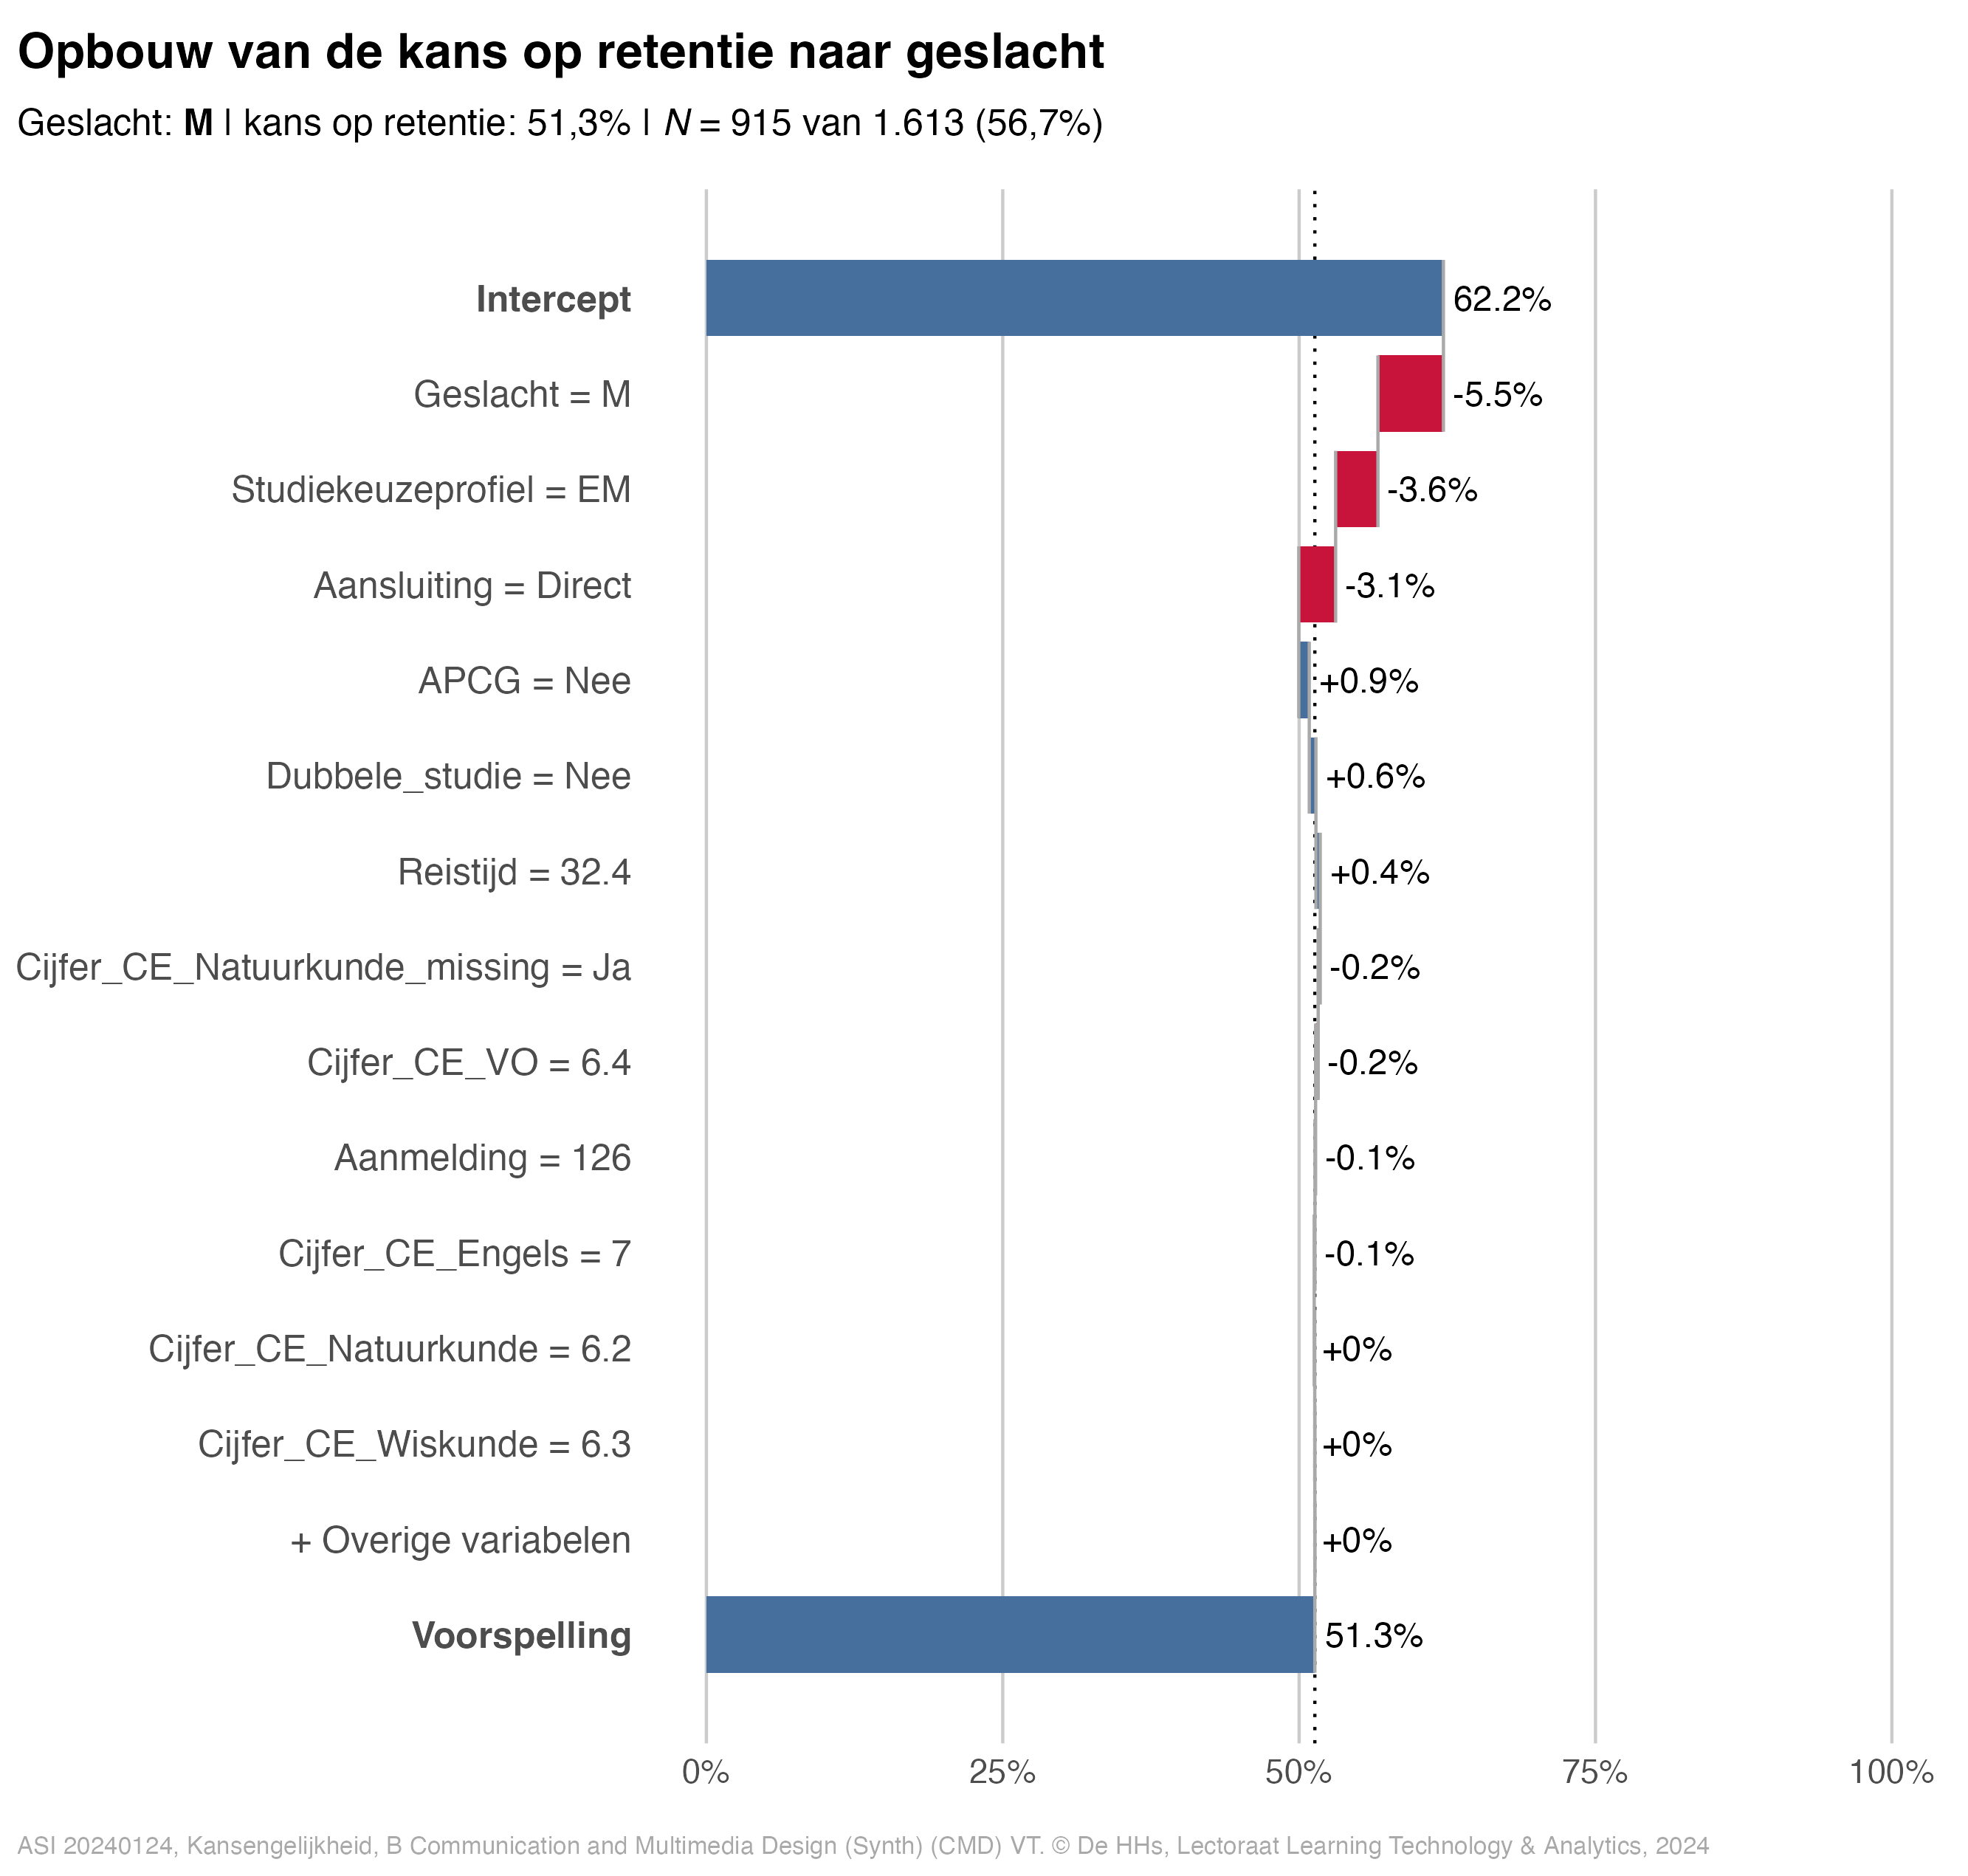 Opbouw van de kans op retentie naar geslacht
Geslacht: M | kans op retentie: 51,3% | N = 915 van 1.613 (56,7%)
Intercept 62.2%
Geslacht = M -5.5%
Studiekeuzeprofiel = EM -3.6%
Aansluiting = Direct -3.1%
APCG = Nee +0.9%
Dubbele_studie = Nee +0.6%
Reistijd = 32.4 +0.4%
Cijfer_CE_Natuurkunde_missing = Ja -0.2%
Cijfer_CE_VO = 6.4 -0.2%
Aanmelding = 126 -0.1%
Cijfer_CE_Engels = 7 -0.1%
Cijfer_CE_Natuurkunde = 6.2 +0%
Cijfer_CE_Wiskunde = 6.3 +0%
+ Overige variabelen +0%
Voorspelling 51.3%
0% 25% 50% 75% 100%
ASI 20240124, Kansengelijkheid, B Communication and Multimedia Design (Synth) (CMD) VT. © De HHs, Lectoraat Learning Technology & Analytics, 2024